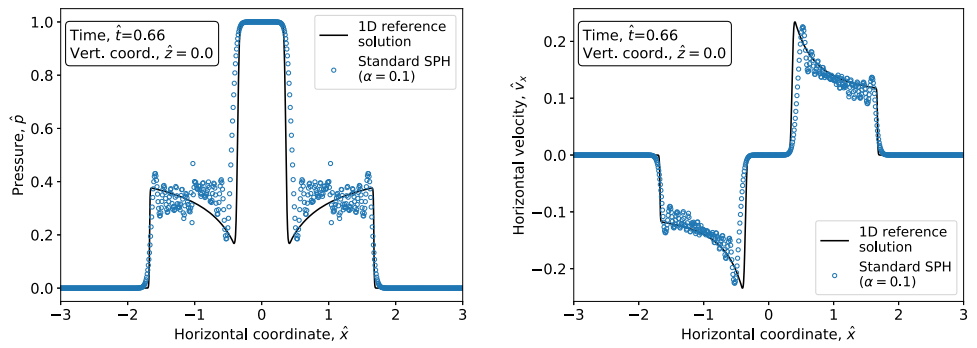 Time, t̂=0.66
Vert. coord., ẑ = 0.0
1D reference
solution
Standard SPH
(α = 0.1)
1.0
0.8
0.6
0.4
0.2
0.0
Pressure, p̂
−3
−2
−1
0
1
2
3
Horizontal coordinate, x̂
Time, t̂=0.66
Vert. coord., ẑ = 0.0
0.2
0.1
0.0
−0.1
−0.2
Horizontal velocity, v̂ₓ
1D reference
solution
Standard SPH
(α = 0.1)
−3
−2
−1
0
1
2
3
Horizontal coordinate, x̂